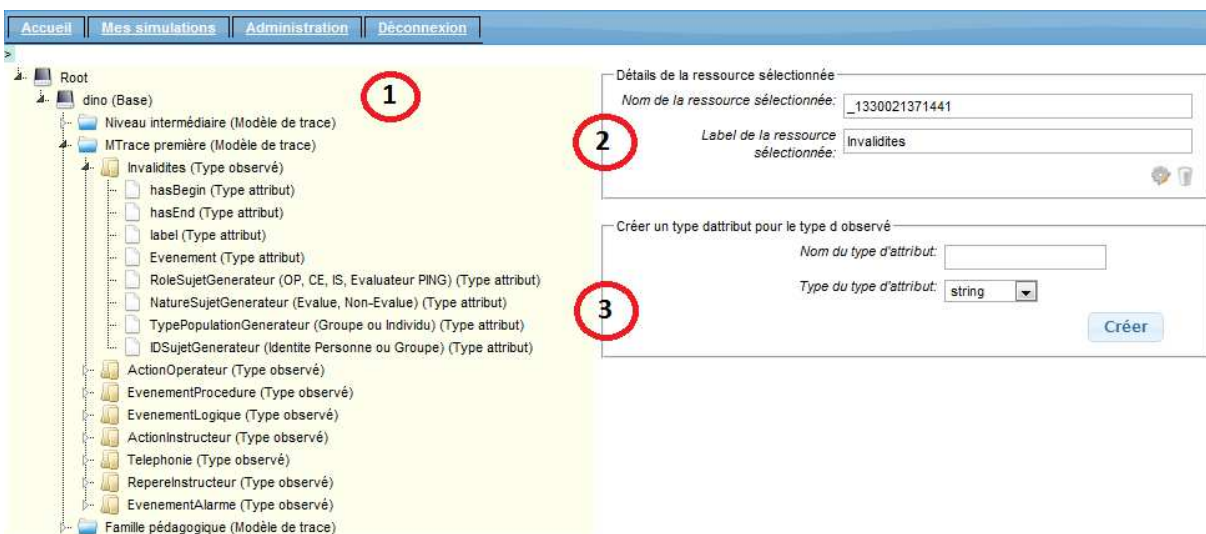 Accueil Mes simulations Administration Déconnexion
>
Root
dino (Base)
Niveau intermédiaire (Modèle de trace)
MTrace première (Modèle de trace)
Invalidites (Type observé)
hasBegin (Type attribut)
hasEnd (Type attribut)
label (Type attribut)
Evenement (Type attribut)
RoleSujetGenerateur (OP, CE, IS, Evaluateur PING) (Type attribut)
NatureSujetGenerateur (Evalue, Non-Evalue) (Type attribut)
TypePopulationGenerateur (Groupe ou Individu) (Type attribut)
IDSujetGenerateur (Identite Personne ou Groupe) (Type attribut)
ActionOperateur (Type observé)
EvenementProcedure (Type observé)
EvenementLogique (Type observé)
ActionInstructeur (Type observé)
Telephonie (Type observé)
RepereInstructeur (Type observé)
EvenementAlarme (Type observé)
Famille pédagogique (Modèle de trace)
1
Détails de la ressource sélectionnée
Nom de la ressource sélectionnée: _1330021371441
2
Label de la ressource
sélectionnée: Invalidites
Créer un type dattribut pour le type d observé
Nom du type d'attribut:
Type du type d'attribut: string
3
Créer